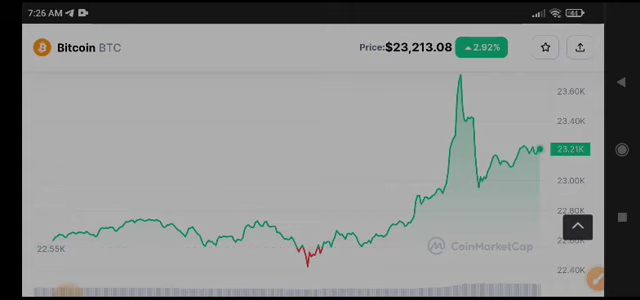 7:26 AM
64
Bitcoin BTC
Price:$23,213.08 2.92%
23.60K
23.40K
23.21K
23.00K
22.80K
22.55K
22.40K
CoinMarketCap